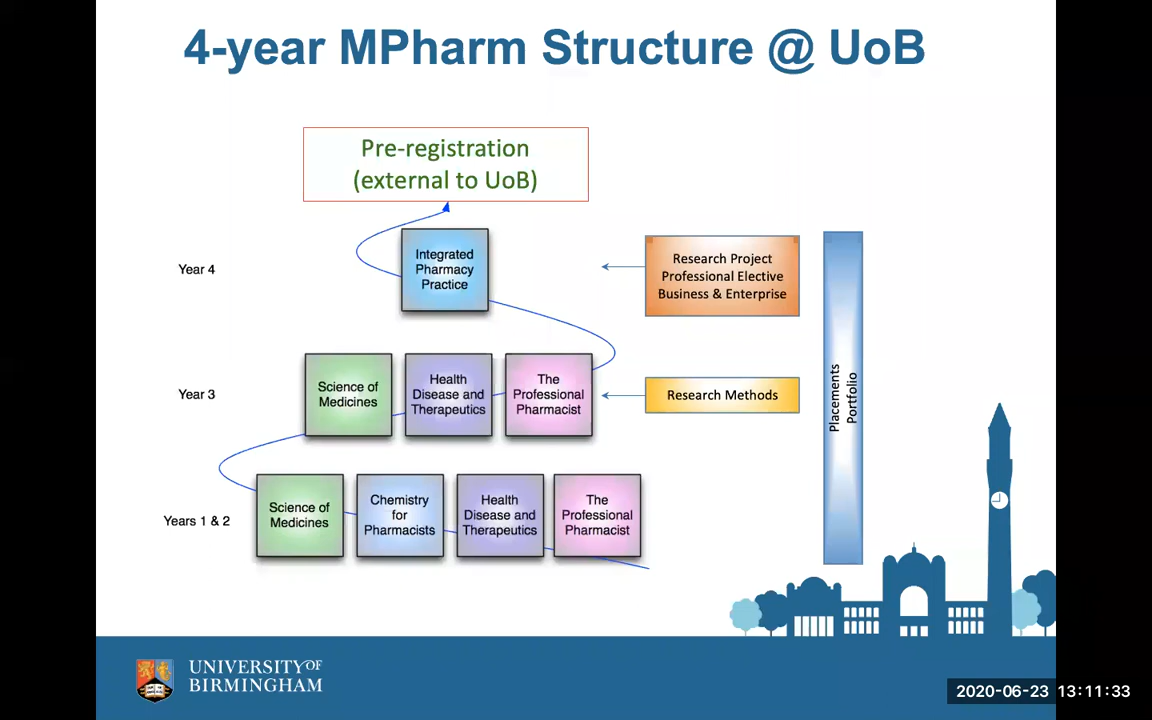 4-year MPharm Structure @ UoB
Pre-registration
(external to UoB)
Year 4
Integrated
Pharmacy
Practice
Research Project
Professional Elective
Business & Enterprise
Year 3
Science of
Medicines
Health
Disease and
Therapeutics
The
Professional
Pharmacist
Research Methods
Placements
Portfolio
Years 1 & 2
Science of
Medicines
Chemistry
for
Pharmacists
Health
Disease and
Therapeutics
The
Professional
Pharmacist
UNIVERSITY OF
BIRMINGHAM
2020-06-23 13:11:33